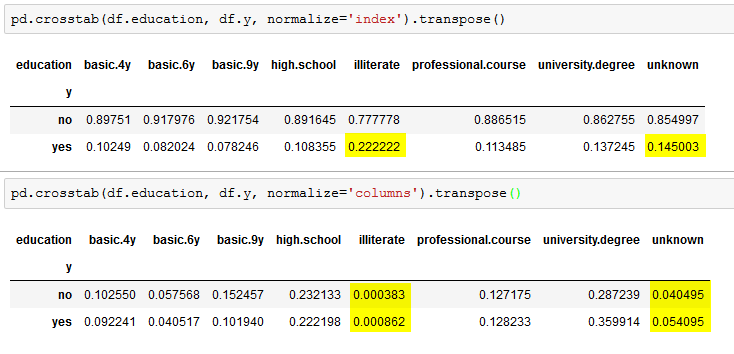 pd.crosstab(df.education, df.y, normalize='index').transpose()
education basic.4y basic.6y basic.9y high.school illiterate professional.course university.degree unknown
y
no 0.89751 0.917976 0.921754 0.891645 0.777778 0.886515 0.862755 0.854997
yes 0.10249 0.082024 0.078246 0.108355 0.222222 0.113485 0.137245 0.145003
pd.crosstab(df.education, df.y, normalize='columns').transpose()
education basic.4y basic.6y basic.9y high.school illiterate professional.course university.degree unknown
y
no 0.102550 0.057568 0.152457 0.232133 0.000383 0.127175 0.287239 0.040495
yes 0.092241 0.040517 0.101940 0.222198 0.000862 0.128233 0.359914 0.054095